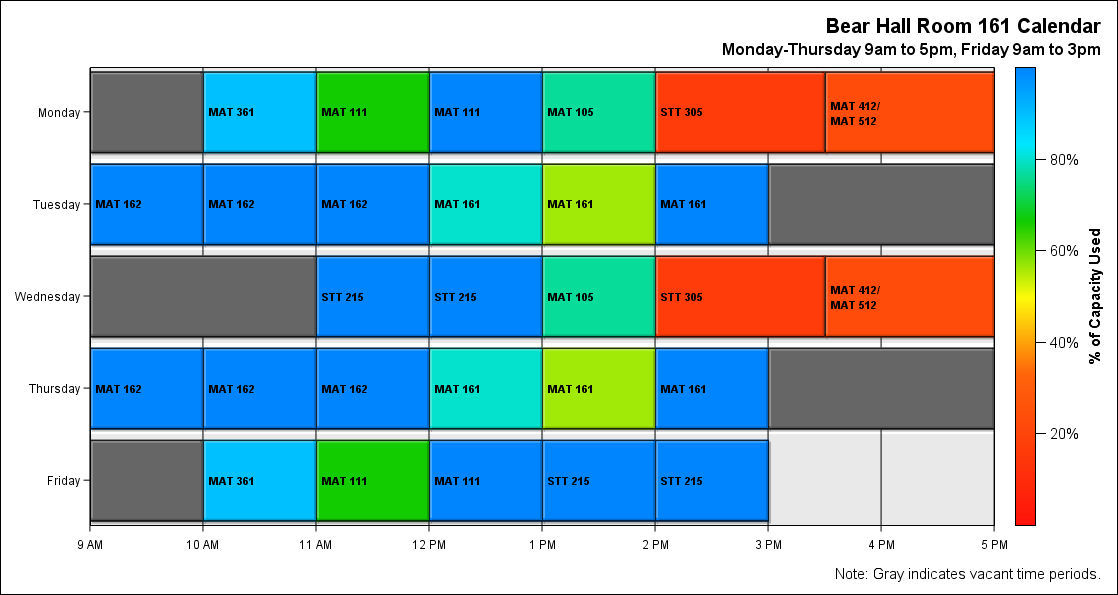 Bear Hall Room 161 Calendar
Monday-Thursday 9am to 5pm, Friday 9am to 3pm
Monday
MAT 361
MAT 111
MAT 111
MAT 105
STT 305
MAT 412/
MAT 512
Tuesday
MAT 162
MAT 162
MAT 162
MAT 161
MAT 161
MAT 161
Wednesday
STT 215
STT 215
MAT 105
STT 305
MAT 412/
MAT 512
Thursday
MAT 162
MAT 162
MAT 162
MAT 161
MAT 161
MAT 161
Friday
MAT 361
MAT 111
MAT 111
STT 215
STT 215
9 AM
10 AM
11 AM
12 PM
1 PM
2 PM
3 PM
4 PM
5 PM
80%
60%
40%
20%
% of Capacity Used
Note: Gray indicates vacant time periods.